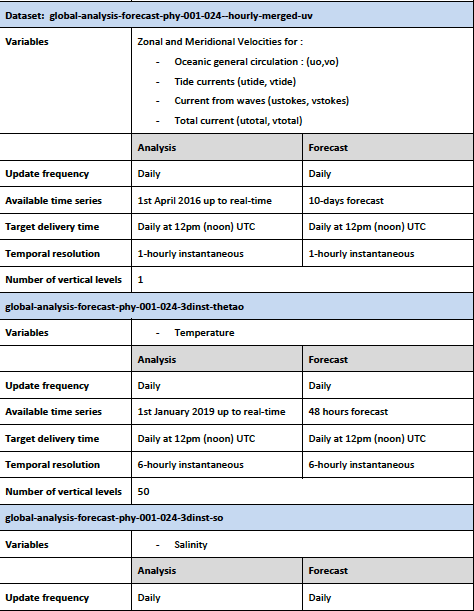 Dataset: global-analysis-forecast-phy-001-024--hourly-merged-uv
Variables Zonal and Meridional Velocities for :
- Oceanic general circulation : (uo,vo)
- Tide currents (utide, vtide)
- Current from waves (ustokes, vstokes)
- Total current (utotal, vtotal)
Analysis Forecast
Update frequency Daily Daily
Available time series 1st April 2016 up to real-time 10-days forecast
Target delivery time Daily at 12pm (noon) UTC Daily at 12pm (noon) UTC
Temporal resolution 1-hourly instantaneous 1-hourly instantaneous
Number of vertical levels 1
global-analysis-forecast-phy-001-024-3dinst-thetao
Variables - Temperature
Analysis Forecast
Update frequency Daily Daily
Available time series 1st January 2019 up to real-time 48 hours forecast
Target delivery time Daily at 12pm (noon) UTC Daily at 12pm (noon) UTC
Temporal resolution 6-hourly instantaneous 6-hourly instantaneous
Number of vertical levels 50
global-analysis-forecast-phy-001-024-3dinst-so
Variables - Salinity
Analysis Forecast
Update frequency Daily Daily